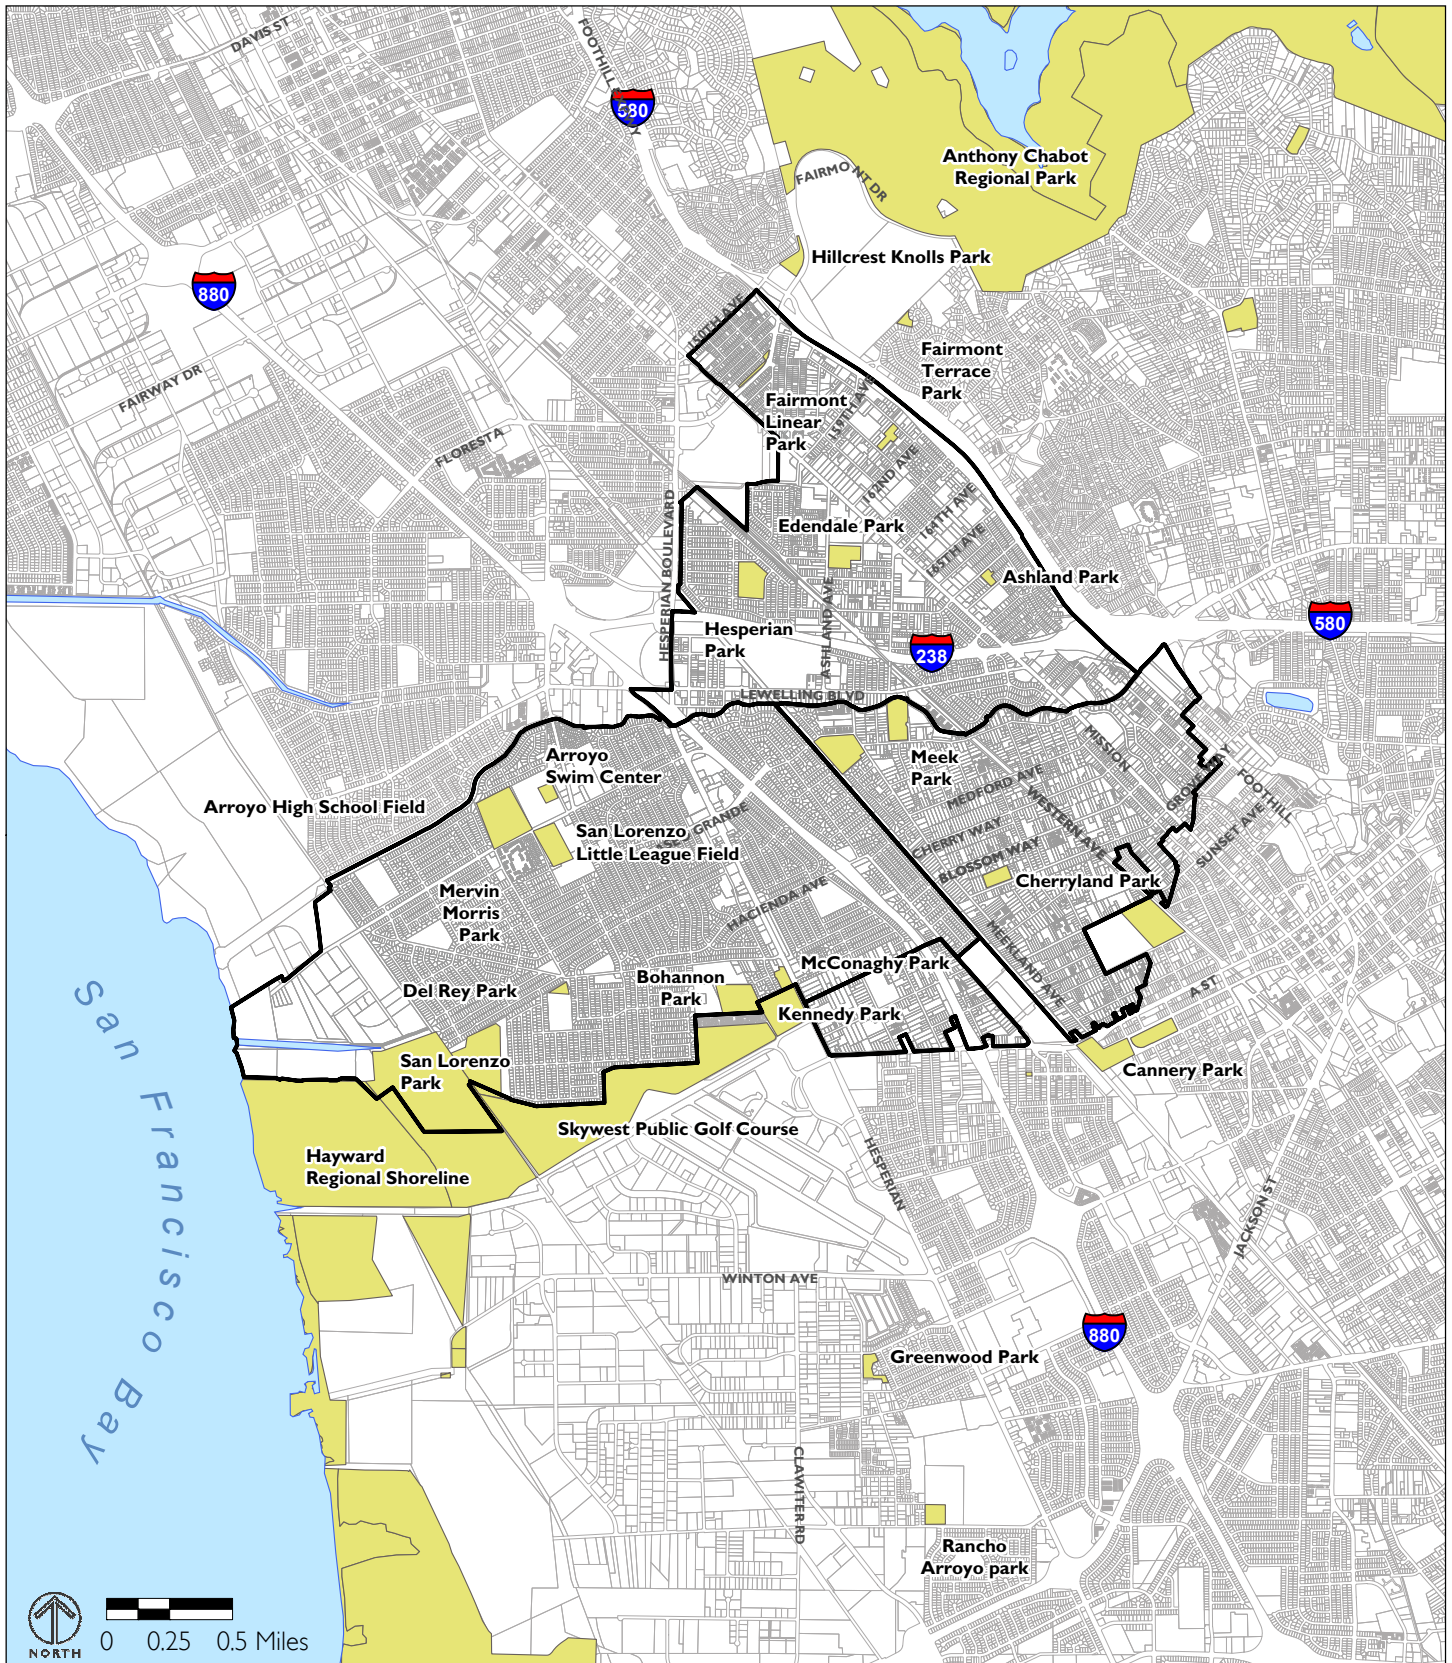 DAVIS ST
FOOTHILL
580
Anthony Chabot
Regional Park
FAIRMONT DR
Hillcrest Knolls Park
880
150TH AVE
Fairmont
Terrace
Park
FAIRWAY DR
Fairmont
Linear
Park
159TH AVE
FLORESTA
162ND AVE
HESPERIAN BOULEVARD
164TH AVE
Edendale Park
165TH AVE
Ashland Park
ASHLAND AVE
580
Hesperian
Park
238
LEWELLING BLVD
MISSION
Arroyo
Swim Center
Meek
Park
GROVE WAY
FOOTHILL
MEDFORD AVE
WESTERN AVE
Arroyo High School Field
SUNSET AVE
San Lorenzo
Little League Field
GRANDE
CHERRY WAY
BLOSSOM WAY
Cherryland Park
Mervin
Morris
Park
HACIENDA AVE
MEEKLAND AVE
McConaghy Park
Bohannon
Park
Del Rey Park
A ST
Kennedy Park
San Lorenzo
Park
Cannery Park
Skywest Public Golf Course
Hayward
Regional Shoreline
HESPERIAN
JACKSON ST
San Francisco Bay
WINTON AVE
880
Greenwood Park
CLAWITER RD
Rancho
Arroyo park
NORTH
0 0.25 0.5 Miles